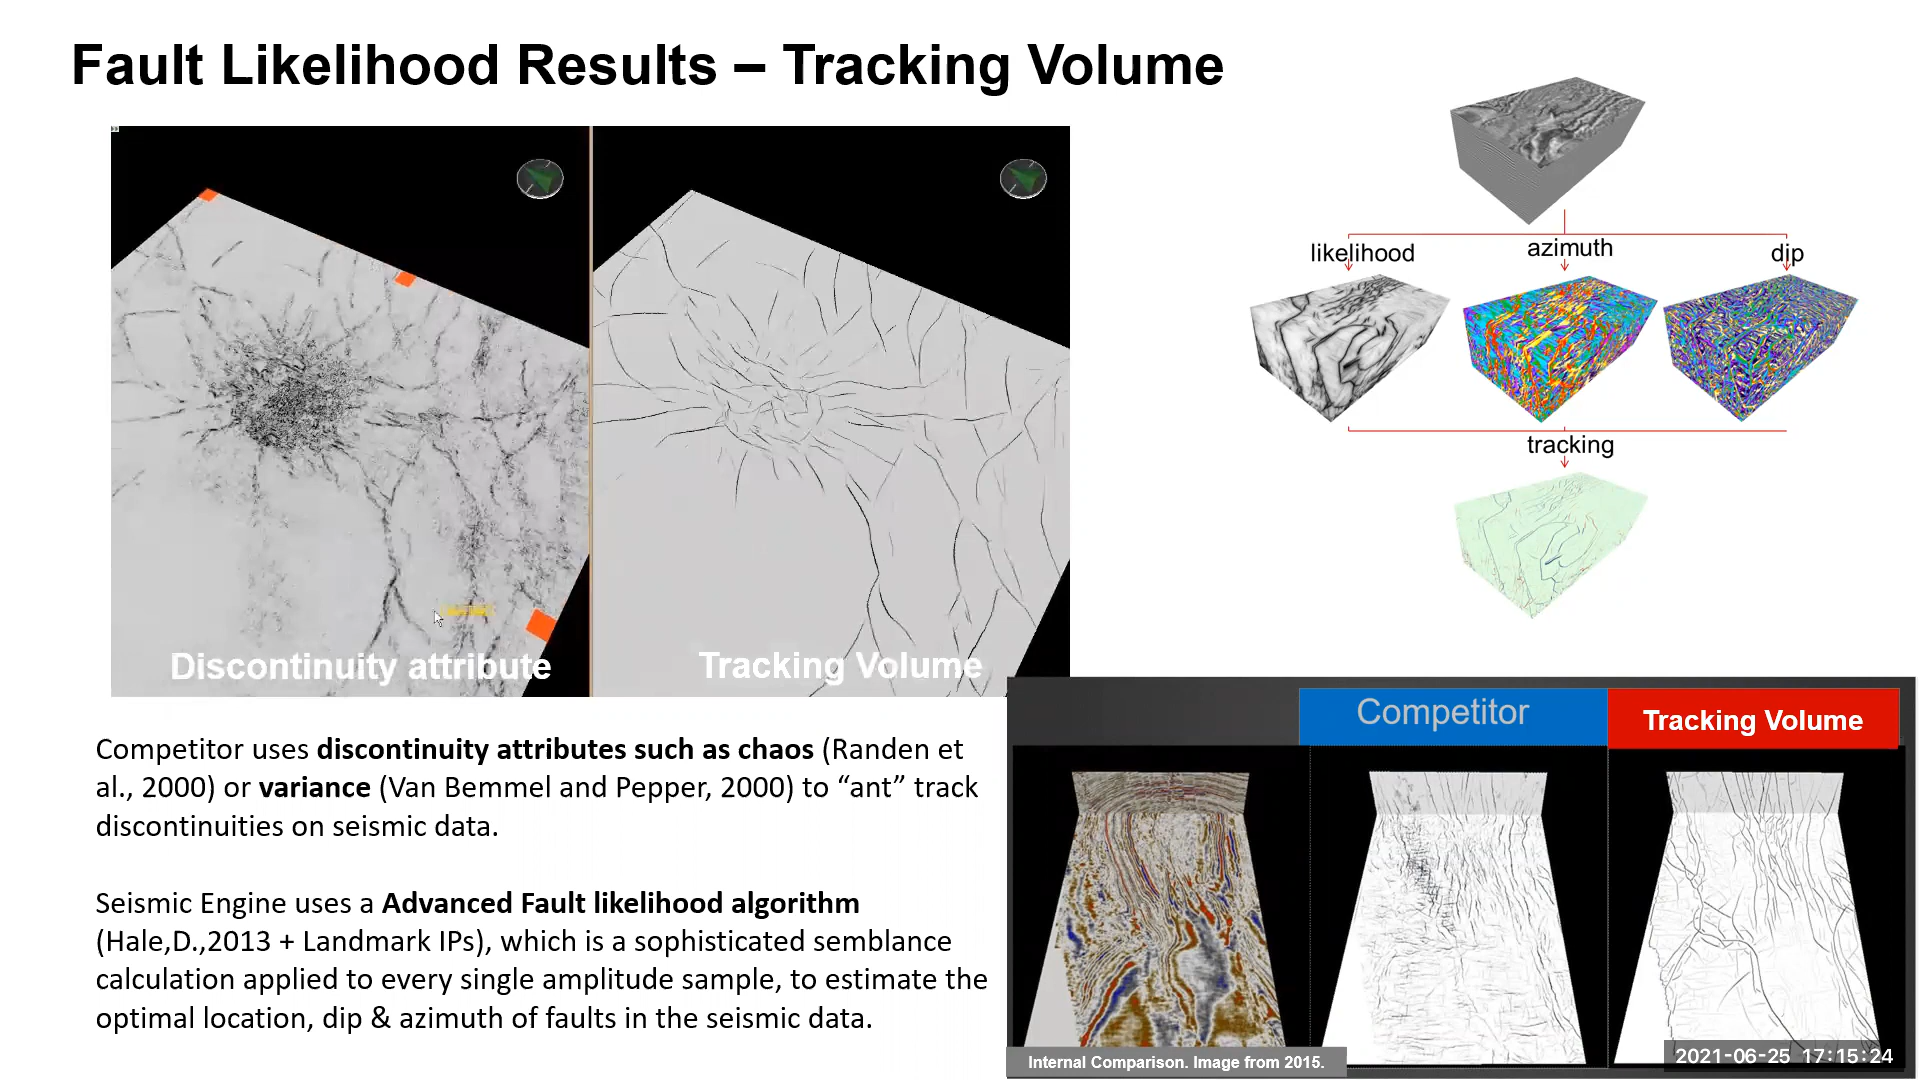 Fault Likelihood Results – Tracking Volume
likelihood
azimuth
dip
tracking
Discontinuity attribute
Tracking Volume
Competitor uses discontinuity attributes such as chaos (Randen et
al., 2000) or variance (Van Bemmel and Pepper, 2000) to “ant” track
discontinuities on seismic data.
Seismic Engine uses a Advanced Fault likelihood algorithm
(Hale,D.,2013 + Landmark IPs), which is a sophisticated semblance
calculation applied to every single amplitude sample, to estimate the
optimal location, dip & azimuth of faults in the seismic data.
Competitor
Tracking Volume
Internal Comparison. Image from 2015.
2021-06-25 17:15:24